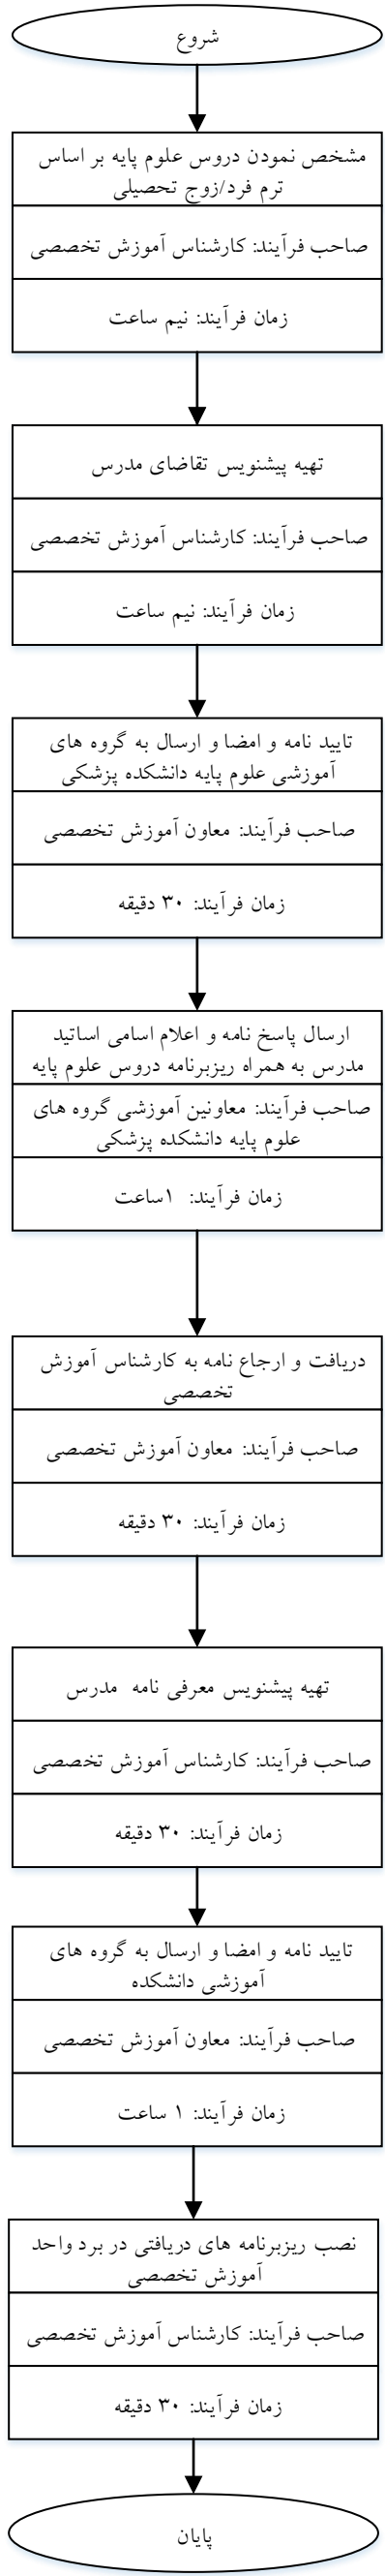 شروع
مشخص نمودن دروس علوم پایه بر اساس
ترم فرد/زوج تحصیلی
صاحب فرآیند: کارشناس آموزش تخصصی
زمان فرآیند: نیم ساعت
تهیه پیشنویس تقاضای مدرس
صاحب فرآیند: کارشناس آموزش تخصصی
زمان فرآیند: نیم ساعت
تایید نامه و امضا و ارسال به گروه های
آموزشی علوم پایه دانشکده پزشکی
صاحب فرآیند: معاون آموزش تخصصی
زمان فرآیند: ۳۰ دقیقه
ارسال پاسخ نامه و اعلام اسامی اساتید
مدرس به همراه ریزبرنامه دروس علوم پایه
صاحب فرآیند: معاونین آموزشی گروه های
علوم پایه دانشکده پزشکی
زمان فرآیند: ۱ساعت
دریافت و ارجاع نامه به کارشناس آموزش
تخصصی
صاحب فرآیند: معاون آموزش تخصصی
زمان فرآیند: ۳۰ دقیقه
تهیه پیشنویس معرفی نامه مدرس
صاحب فرآیند: کارشناس آموزش تخصصی
زمان فرآیند: ۳۰ دقیقه
تایید نامه و امضا و ارسال به گروه های
آموزشی دانشکده
صاحب فرآیند: معاون آموزش تخصصی
زمان فرآیند: ۱ ساعت
نصب ریزبرنامه های دریافتی در برد واحد
آموزش تخصصی
صاحب فرآیند: کارشناس آموزش تخصصی
زمان فرآیند: ۳۰ دقیقه
پایان